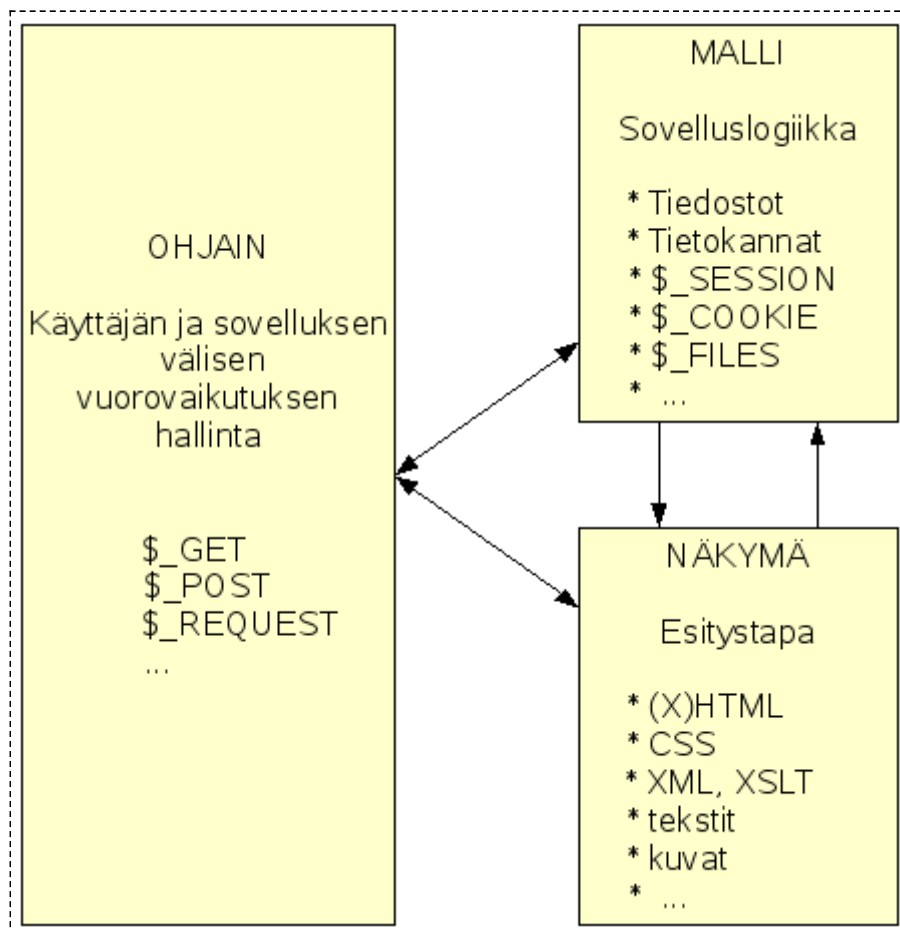 OHJAIN
Käyttäjän ja sovelluksen
välisen
vuorovaikutuksen
hallinta
$_GET
$_POST
$_REQUEST
...
MALLI
Sovelluslogiikka
* Tiedostot
* Tietokannat
* $_SESSION
* $_COOKIE
* $_FILES
* ...
NÄKYMÄ
Esitystapa
* (X)HTML
* CSS
* XML, XSLT
* tekstit
* kuvat
* ...